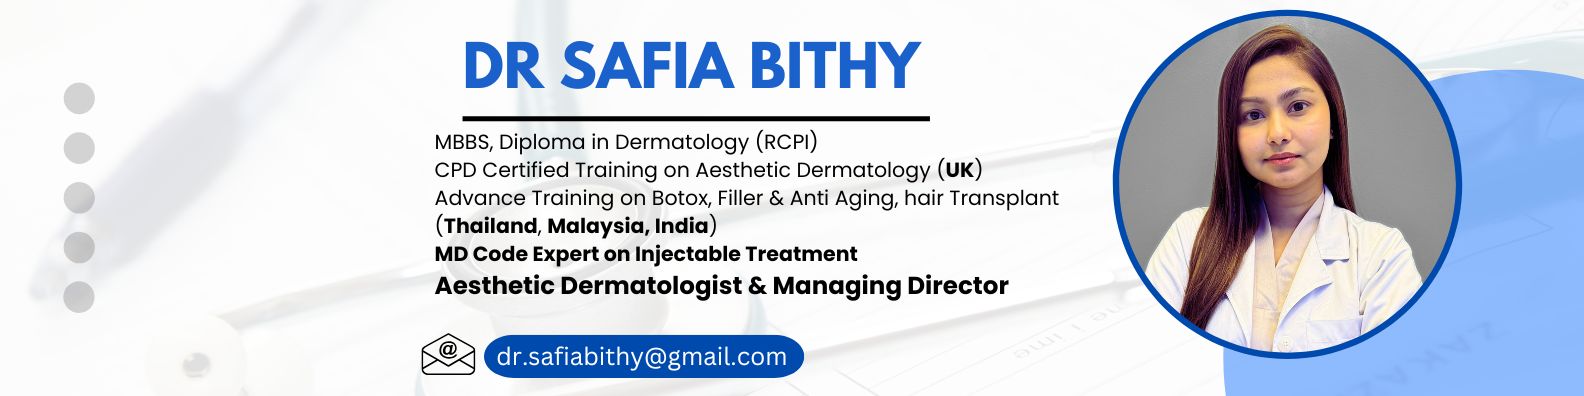 DR SAFIA BITHY
MBBS, Diploma in Dermatology (RCPI)
CPD Certified Training on Aesthetic Dermatology (UK)
Advance Training on Botox, Filler & Anti Aging, hair Transplant
(Thailand, Malaysia, India)
MD Code Expert on Injectable Treatment
Aesthetic Dermatologist & Managing Director
@
dr.safiabithy@gmail.com